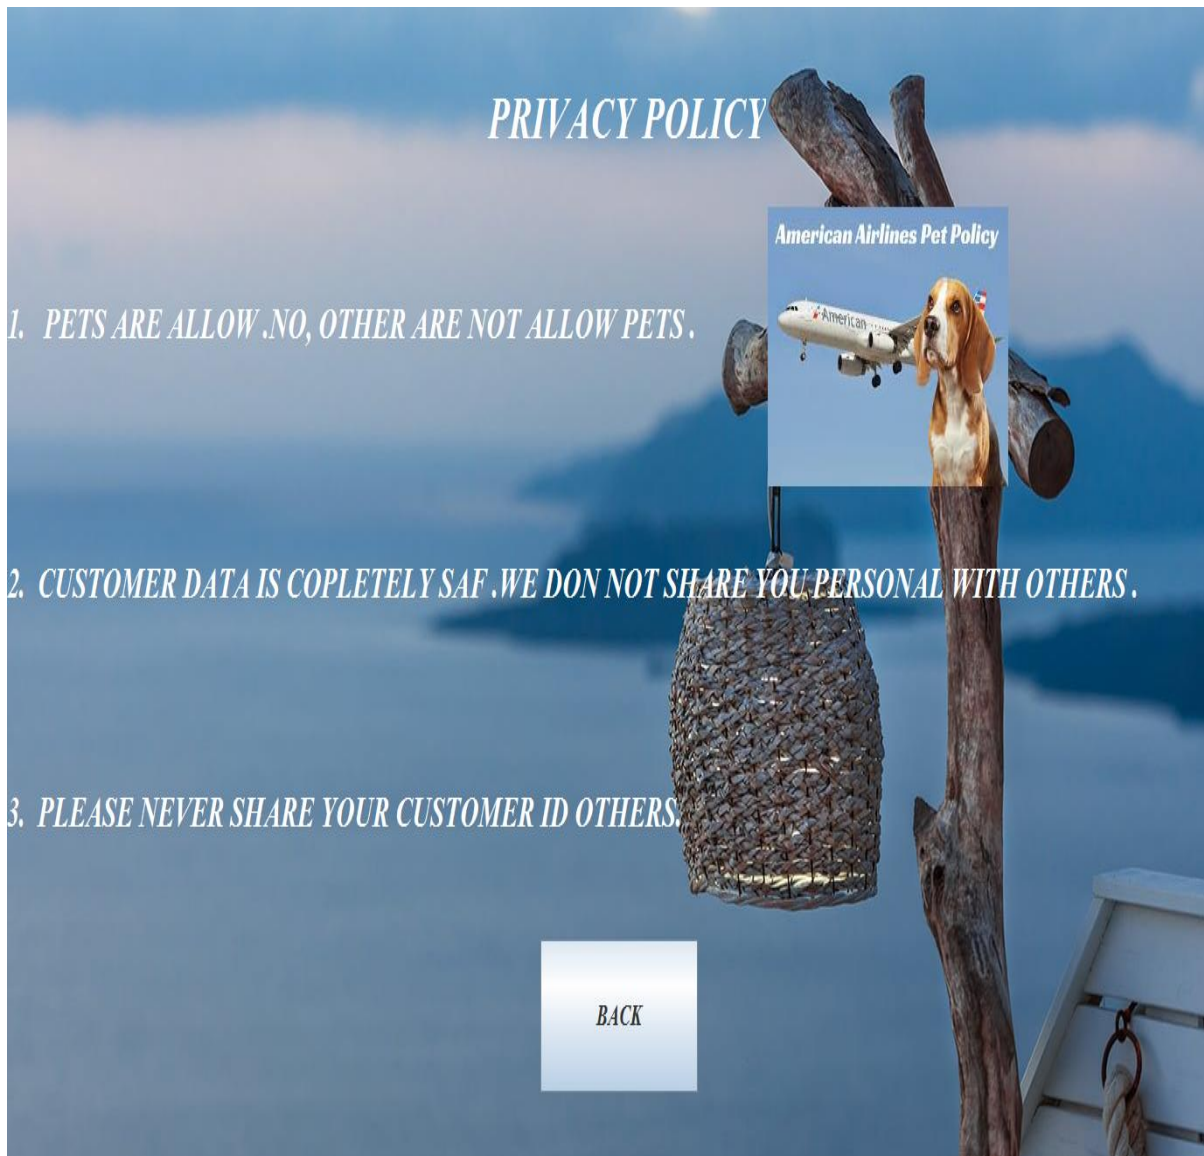 PRIVACY POLICY
American Airlines Pet Policy
American
1. PETS ARE ALLOW .NO, OTHER ARE NOT ALLOW PETS .
2. CUSTOMER DATA IS COPLETELY SAF .WE DON NOT SHARE YOU PERSONAL WITH OTHERS .
3. PLEASE NEVER SHARE YOUR CUSTOMER ID OTHERS.
BACK